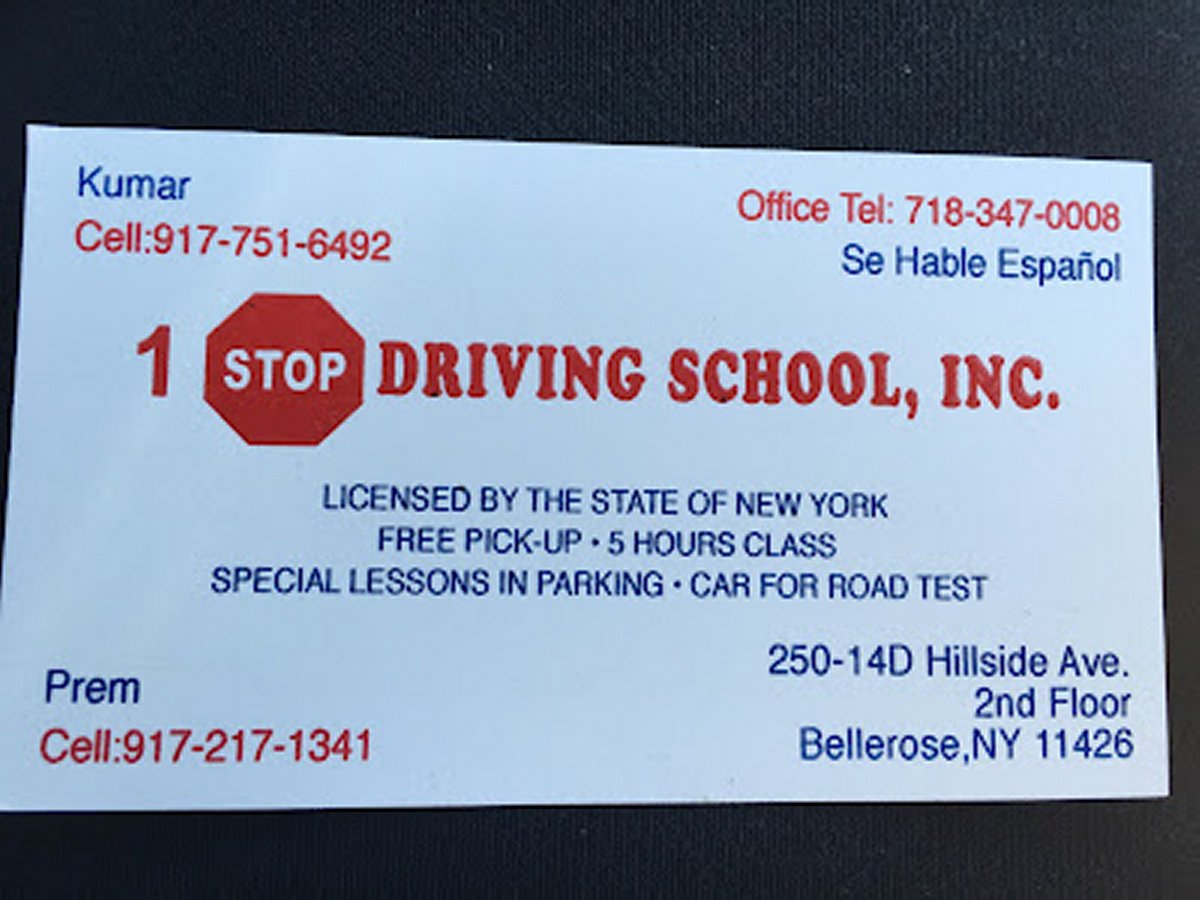 Kumar
Cell:917-751-6492
Office Tel: 718-347-0008
Se Hable Español
1 STOP DRIVING SCHOOL, INC.
LICENSED BY THE STATE OF NEW YORK
FREE PICK-UP • 5 HOURS CLASS
SPECIAL LESSONS IN PARKING • CAR FOR ROAD TEST
Prem
Cell:917-217-1341
250-14D Hillside Ave.
2nd Floor
Bellerose,NY 11426